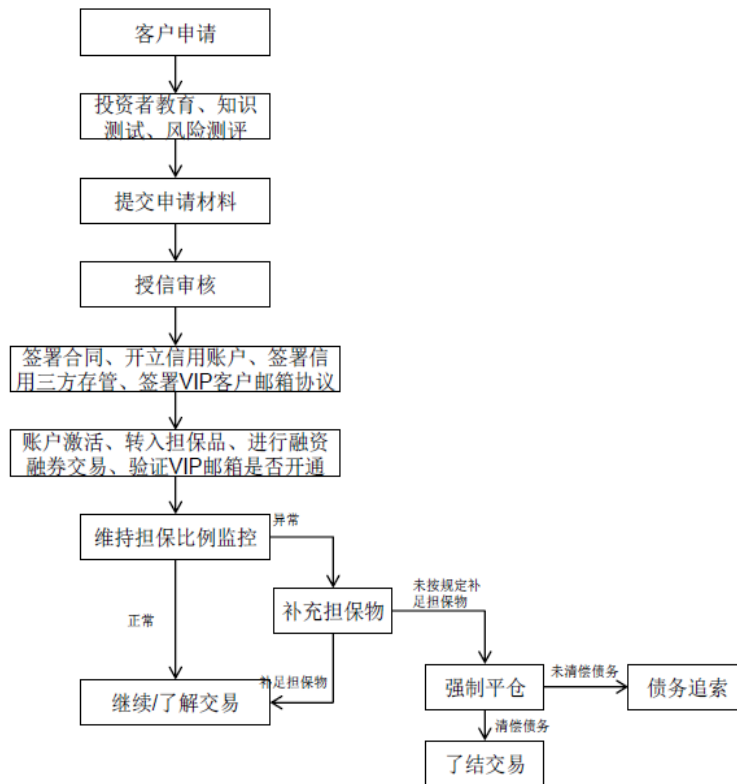 客户申请
投资者教育、知识
测试、风险测评
提交申请材料
授信审核
签署合同、开立信用账户、签署信
用三方存管、签署VIP客户邮箱协议
账户激活、转入担保品、进行融资
融券交易、验证VIP邮箱是否开通
维持担保比例监控
异常
正常
补充担保物
未按规定补
足担保物
补足担保物
继续/了解交易
强制平仓
未清偿债务
债务追索
清偿债务
了结交易